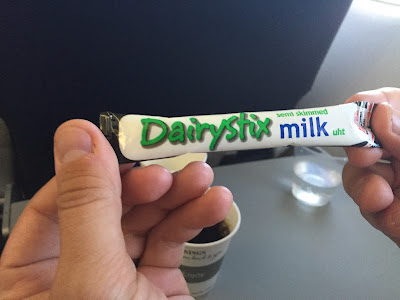 Dairystix
semi skimmed
milk uht